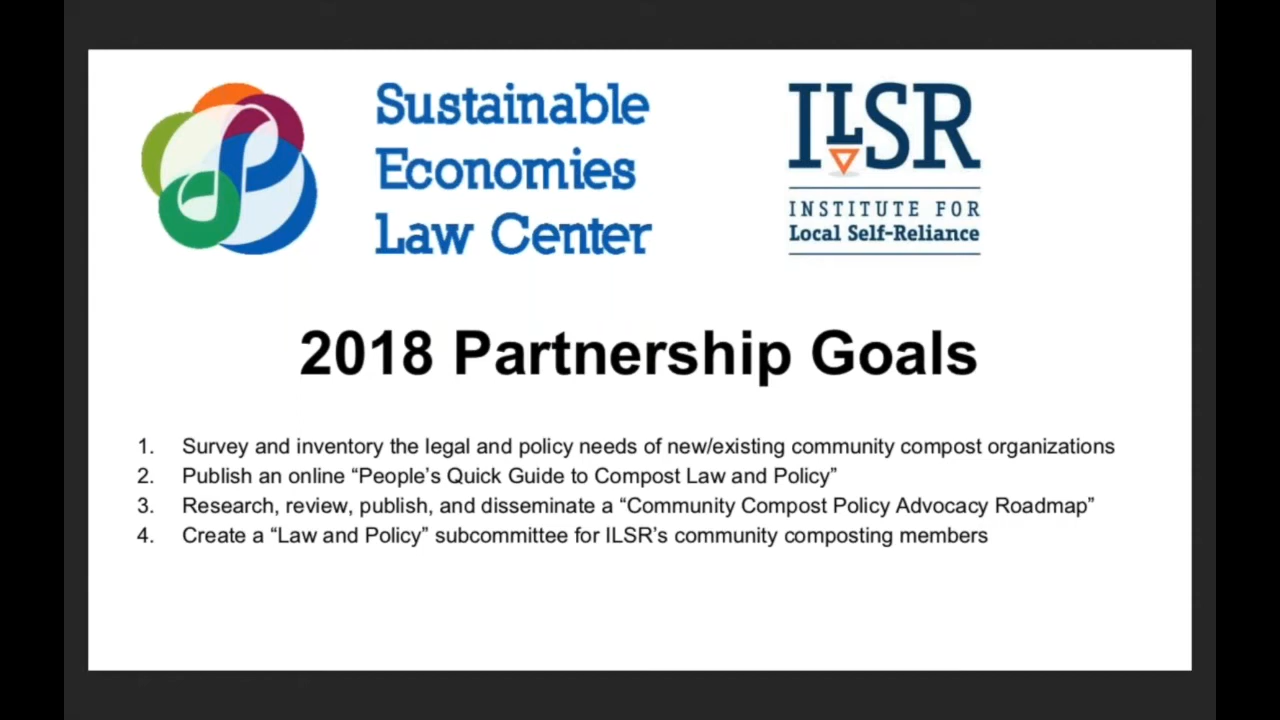 Sustainable
Economies
Law Center
ILSR
INSTITUTE FOR
Local Self-Reliance
2018 Partnership Goals
1. Survey and inventory the legal and policy needs of new/existing community compost organizations
2. Publish an online “People’s Quick Guide to Compost Law and Policy”
3. Research, review, publish, and disseminate a “Community Compost Policy Advocacy Roadmap”
4. Create a “Law and Policy” subcommittee for ILSR’s community composting members